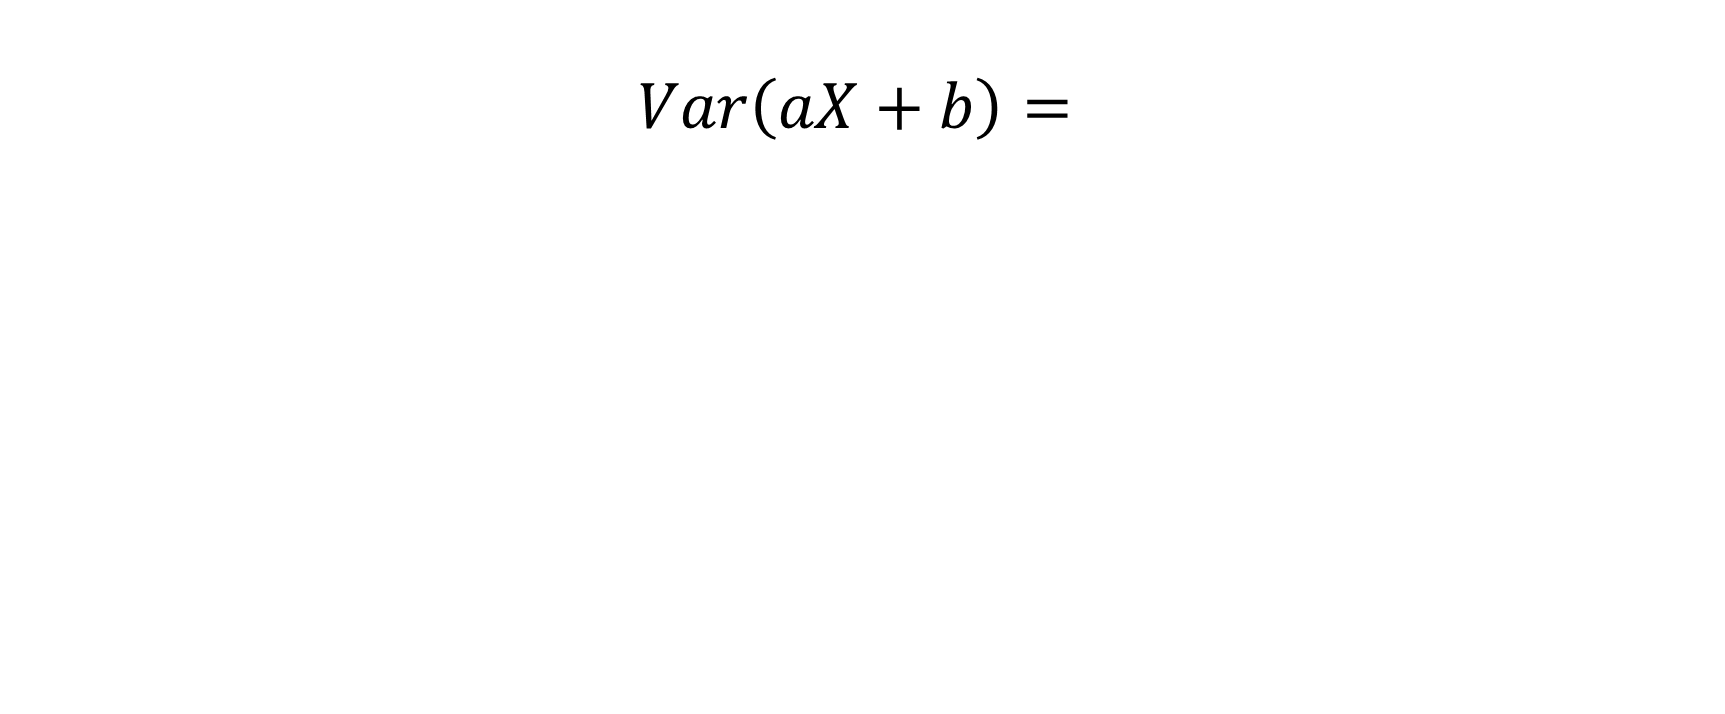 Var(aX + b) =